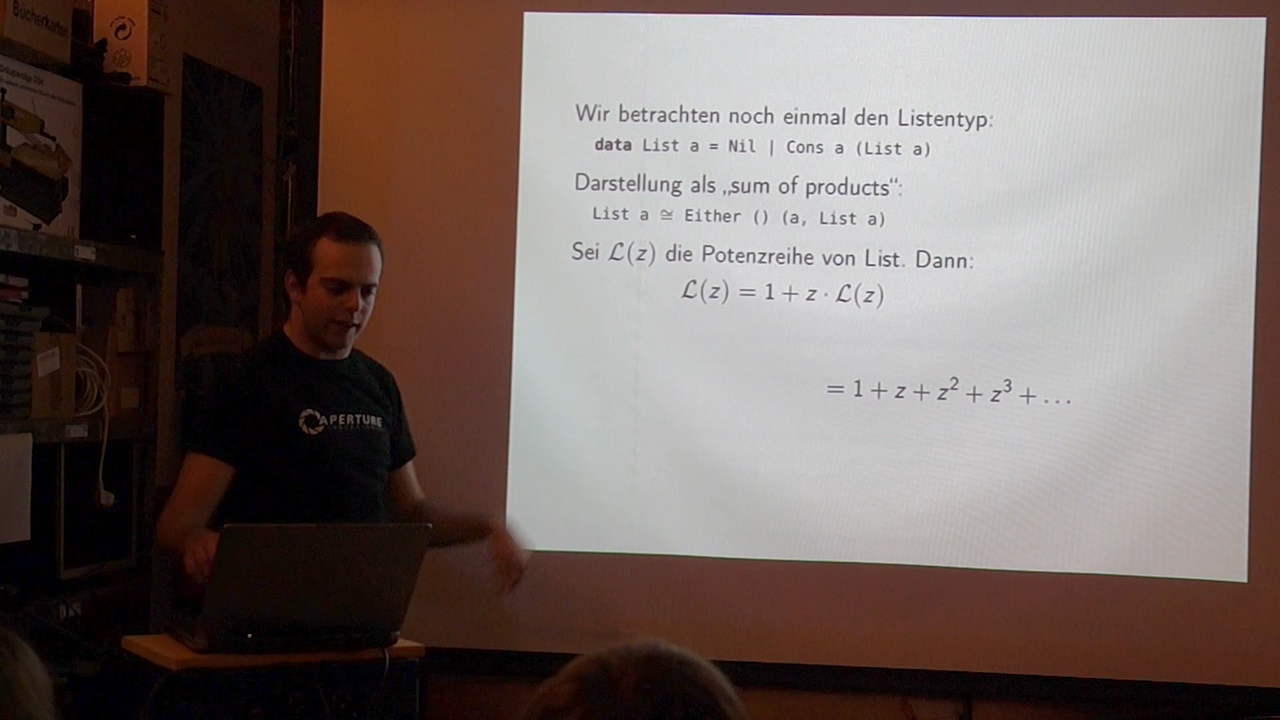 Bücherkarton
Wir betrachten noch einmal den Listentyp:
data List a = Nil | Cons a (List a)
Darstellung als „sum of products“:
List a ≅ Either () (a, List a)
Sei ℒ(z) die Potenzreihe von List. Dann:
ℒ(z) = 1 + z · ℒ(z)
= 1 + z + z² + z³ + …
APERTURE